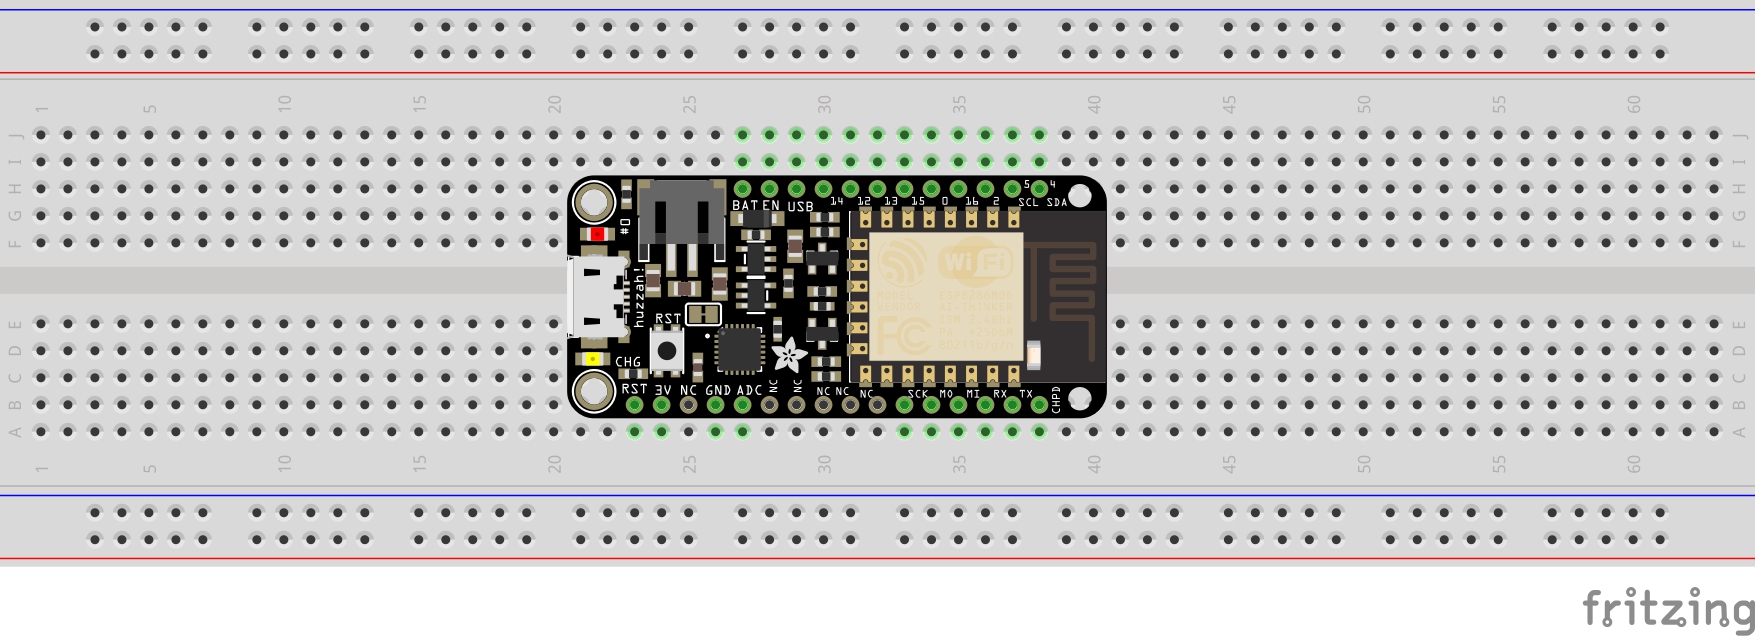 1 5 10 15 20 25 30 35 40 45 50 55 60
J J
I I
H H
G G
F F
BAT EN USB 14 12 13 15 0 16 2 5 4
SCL SDA
#0
WiFi
huzzah!
FC
RST
CHG
RST 3V NC GND ADC NC NC NC NC NC SCK MO MI RX TX CHPD
E E
D D
C C
B B
A A
1 5 10 15 20 25 30 35 40 45 50 55 60
fritzing